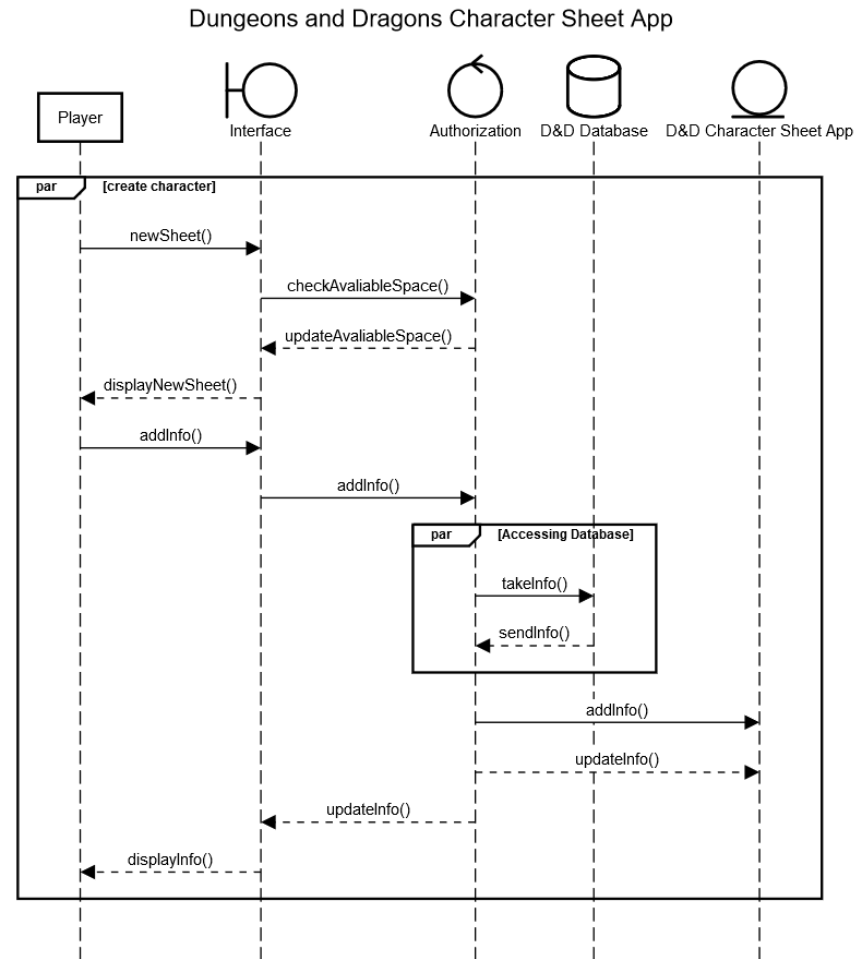 Dungeons and Dragons Character Sheet App
Player
Interface
Authorization
D&D Database
D&D Character Sheet App
par
[create character]
newSheet()
checkAvaliableSpace()
updateAvaliableSpace()
displayNewSheet()
addInfo()
addInfo()
par
[Accessing Database]
takeInfo()
sendInfo()
addInfo()
updateInfo()
updateInfo()
displayInfo()